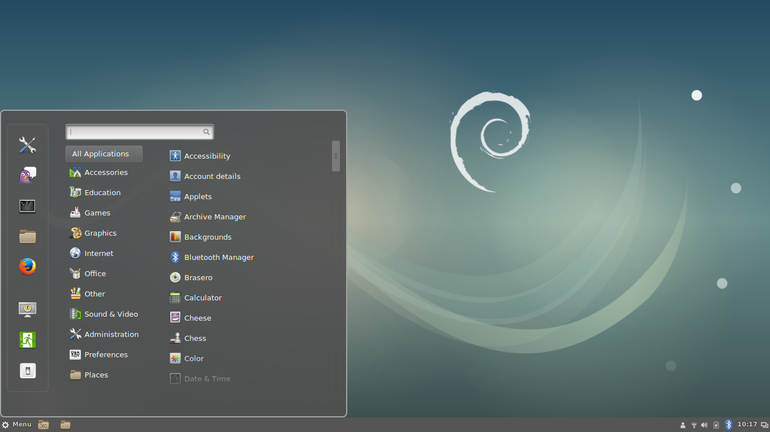 All Applications
Accessories
Education
Games
Graphics
Internet
Office
Other
Sound & Video
Administration
Preferences
Places
Accessibility
Account details
Applets
Archive Manager
Backgrounds
Bluetooth Manager
Brasero
Calculator
Cheese
Chess
Color
Date & Time
Menu
10:17